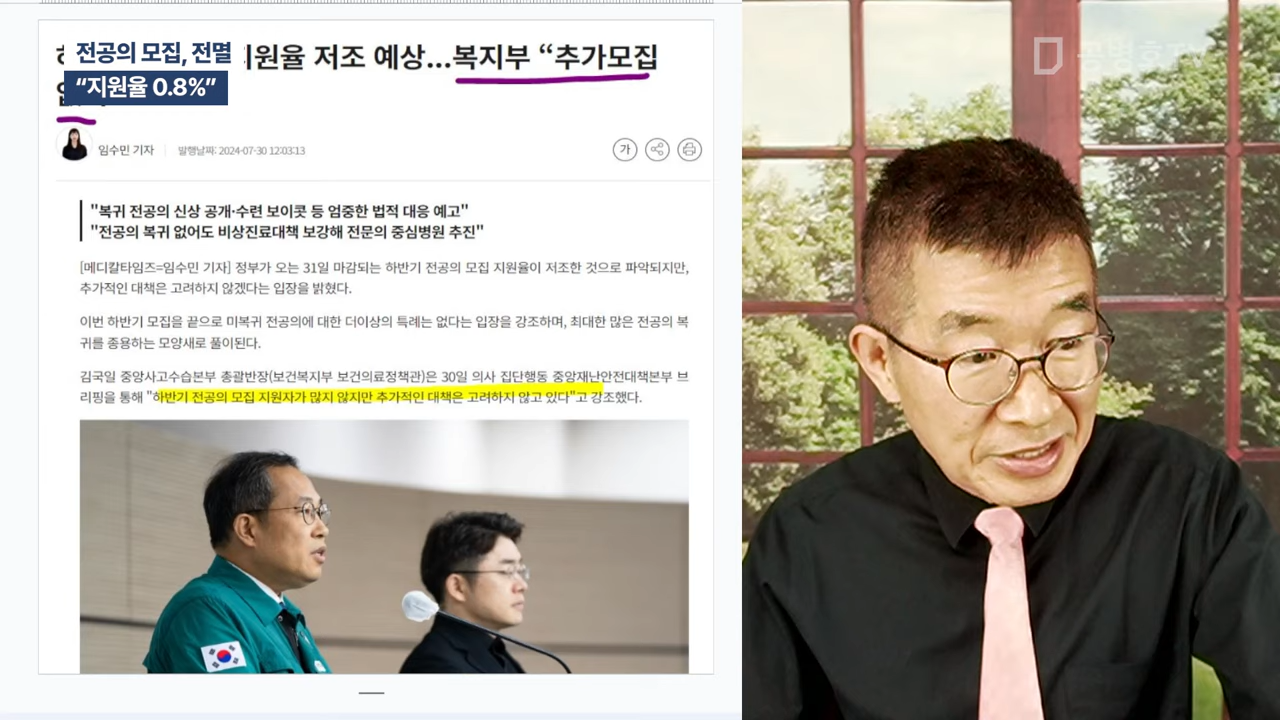 전공의 모집, 전멸
“지원율 0.8%”
지원율 저조 예상...복지부 “추가모집
임수민 기자 발행날짜: 2024-07-30 12:03:13
가
"복귀 전공의 신상 공개·수련 보이콧 등 엄중한 법적 대응 예고"
"전공의 복귀 없어도 비상진료대책 보강해 전문의 중심병원 추진"
[메디칼타임즈=임수민 기자] 정부가 오는 31일 마감되는 하반기 전공의 모집 지원율이 저조한 것으로 파악되지만,
추가적인 대책은 고려하지 않겠다는 입장을 밝혔다.
이번 하반기 모집을 끝으로 미복귀 전공의에 대한 더이상의 특례는 없다는 입장을 강조하며, 최대한 많은 전공의 복
귀를 종용하는 모양새로 풀이된다.
김국일 중앙사고수습본부 총괄반장(보건복지부 보건의료정책관)은 30일 의사 집단행동 중앙재난안전대책본부 브
리핑을 통해 "하반기 전공의 모집 지원자가 많지 않지만 추가적인 대책은 고려하지 않고 있다"고 강조했다.